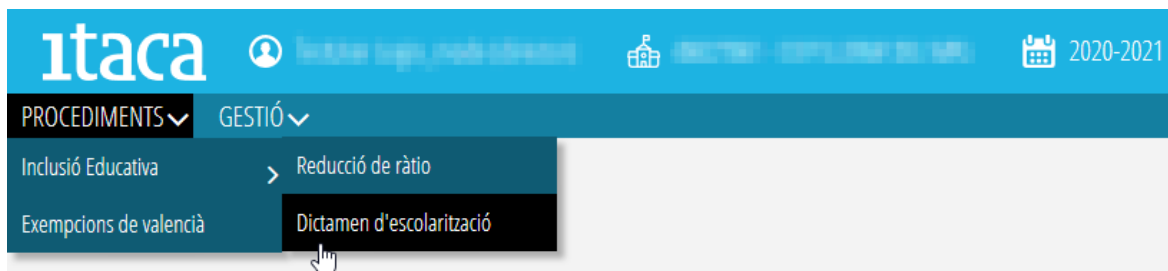 ıtaca
2020-2021
PROCEDIMENTS GESTIÓ
Inclusió Educativa
Reducció de ràtio
Exempcions de valencià
Dictamen d'escolarització